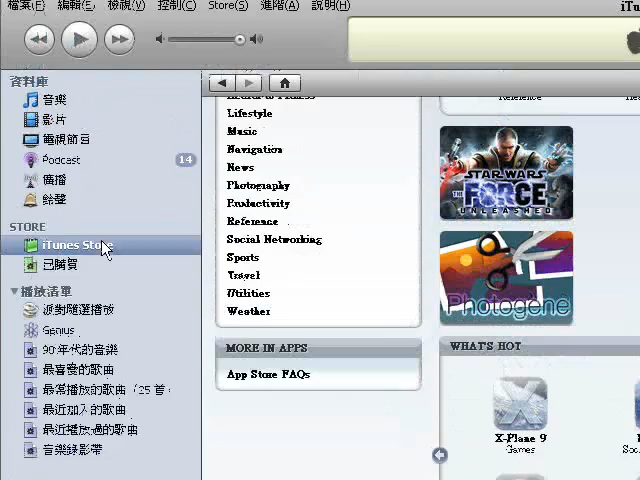 檔案(F) 編輯(E) 檢視(V) 控制(C) Store(S) 進階(A) 說明(H)
iTu
資料庫
音樂
影片
電視節目
Podcast
14
廣播
鈴聲
STORE
iTunes Store
已購買
播放清單
派對隨選播放
Genius
90 年代的音樂
最喜愛的歌曲
最常播放的歌曲（25 首
最近加入的歌曲
最近播放過的歌曲
音樂錄影帶
Lifestyle
Music
Navigation
News
Photography
Productivity
Reference
Social Networking
Sports
Travel
Utilities
Weather
MORE IN APPS
App Store FAQs
Reference
STAR WARS
THE FORCE
UNLEASHED
Photogene
WHAT'S HOT
X-Plane 9
Games
Soc